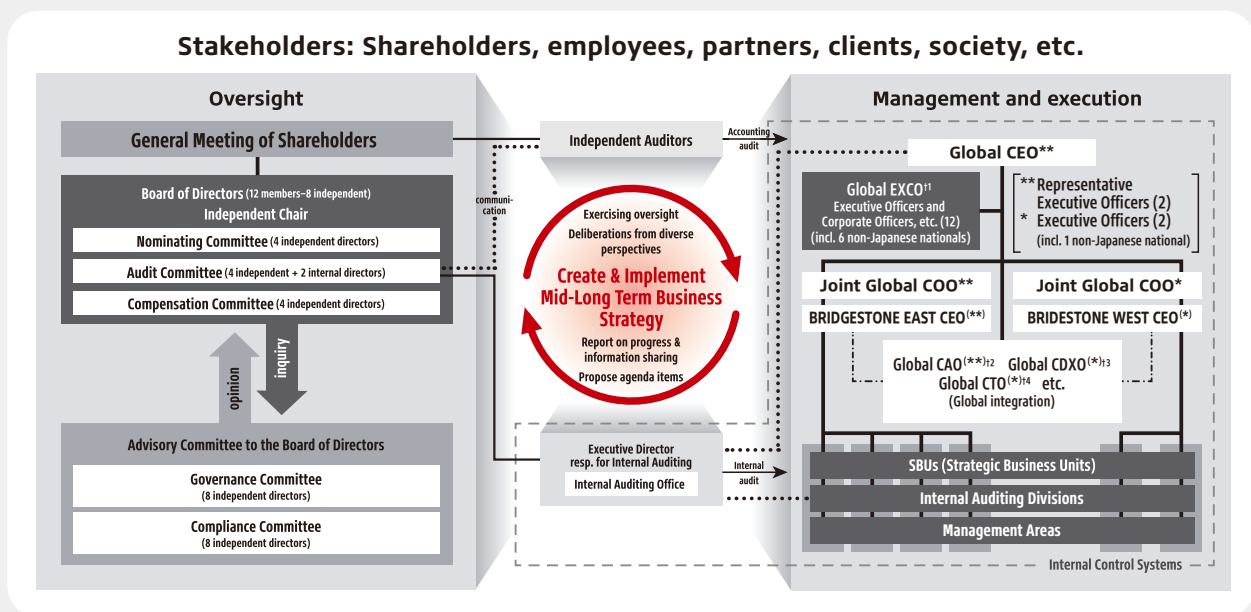 Stakeholders: Shareholders, employees, partners, clients, society, etc.
Oversight
General Meeting of Shareholders
Board of Directors (12 members–8 independent)
Independent Chair
Nominating Committee (4 independent directors)
Audit Committee (4 independent + 2 internal directors)
Compensation Committee (4 independent directors)
opinion
inquiry
Advisory Committee to the Board of Directors
Governance Committee
(8 independent directors)
Compliance Committee
(8 independent directors)
communi-
cation
Independent Auditors
Accounting
audit
Exercising oversight
Deliberations from diverse
perspectives
Create & Implement
Mid-Long Term Business
Strategy
Report on progress &
information sharing
Propose agenda items
Executive Director
resp. for Internal Auditing
Internal Auditing Office
Internal
audit
Management and execution
Global CEO**
Global EXCO†1
Executive Officers and
Corporate Officers, etc. (12)
(incl. 6 non-Japanese nationals)
**Representative
Executive Officers (2)
* Executive Officers (2)
(incl. 1 non-Japanese national)
Joint Global COO**
BRIDGESTONE EAST CEO(**)
Joint Global COO*
BRIDESTONE WEST CEO(*)
Global CAO(**)†2 Global CDXO(*)†3
Global CTO(*)†4 etc.
(Global integration)
SBUs (Strategic Business Units)
Internal Auditing Divisions
Management Areas
Internal Control Systems